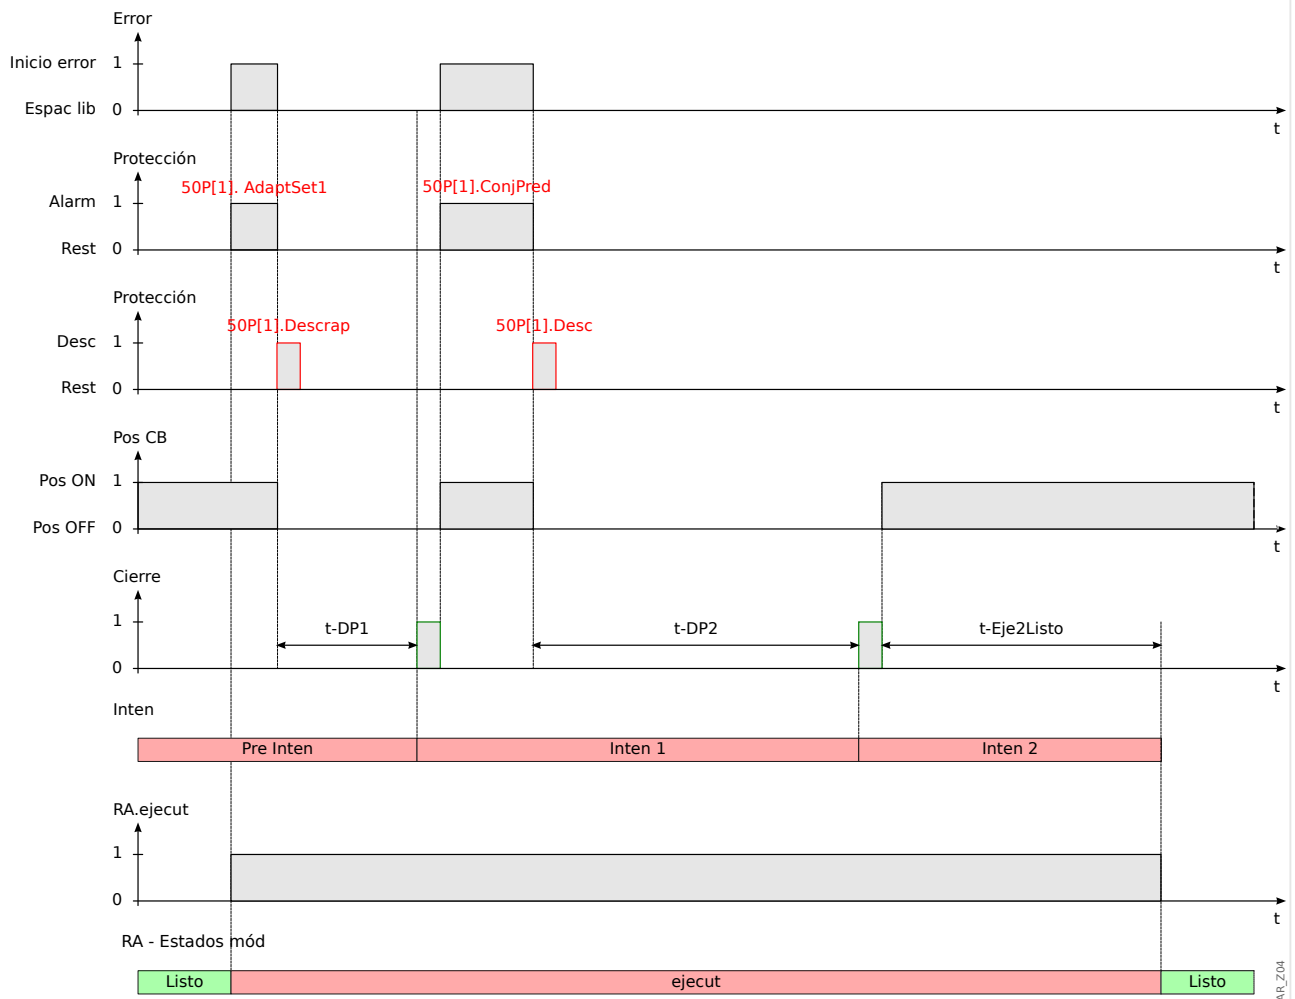 Error
Inicio error 1
Espac lib 0
t
Protección
50P[1]. AdaptSet1 50P[1].ConjPred
Alarm 1
Rest 0
t
Protección
50P[1].Descrap 50P[1].Desc
Desc 1
Rest 0
t
Pos CB
Pos ON 1
Pos OFF 0
t
Cierre
1
t-DP1 t-DP2 t-Eje2Listo
0
t
Inten
Pre Inten Inten 1 Inten 2
RA.ejecut
1
0
t
RA - Estados mód
Listo ejecut Listo
AR_Z04